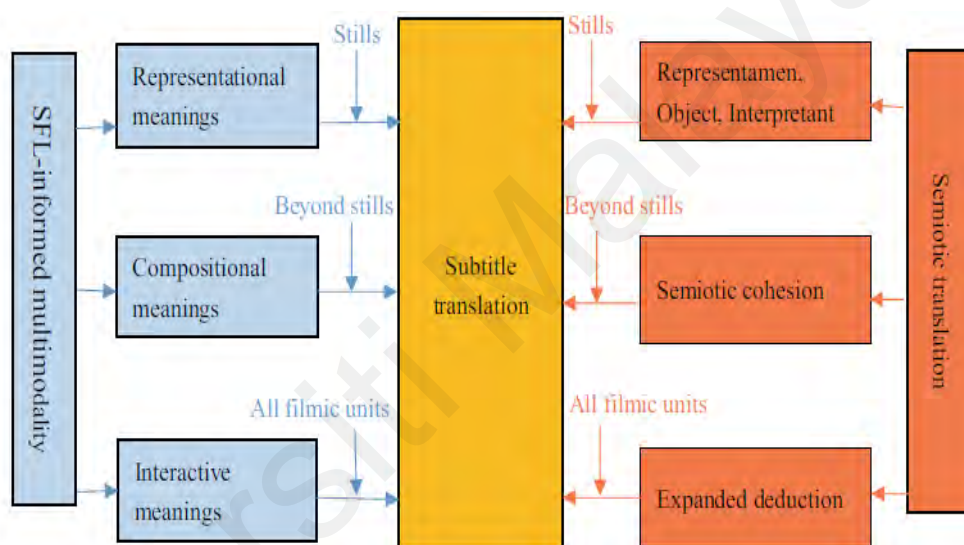 SFL-informed multimodality
Representational
meanings
Stills
Compositional
meanings
Beyond stills
Interactive
meanings
All filmic units
Subtitle
translation
Stills
Representamen,
Object, Interpretant
Beyond stills
Semiotic cohesion
All filmic units
Expanded deduction
Semiotic translation